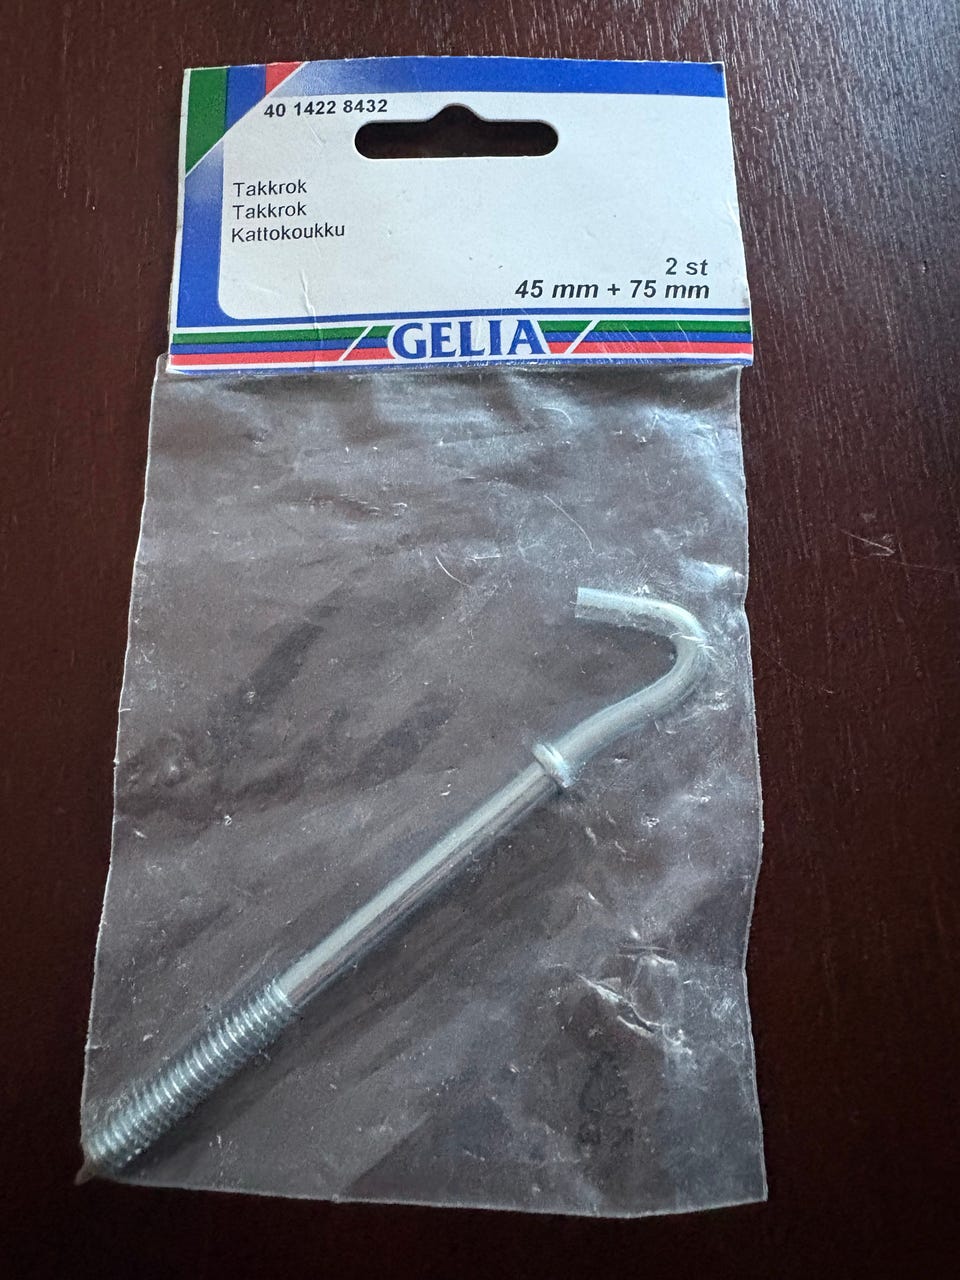 40 1422 8432
Takkrok
Takkrok
Kattokoukku
2 st
45 mm + 75 mm
GELIA